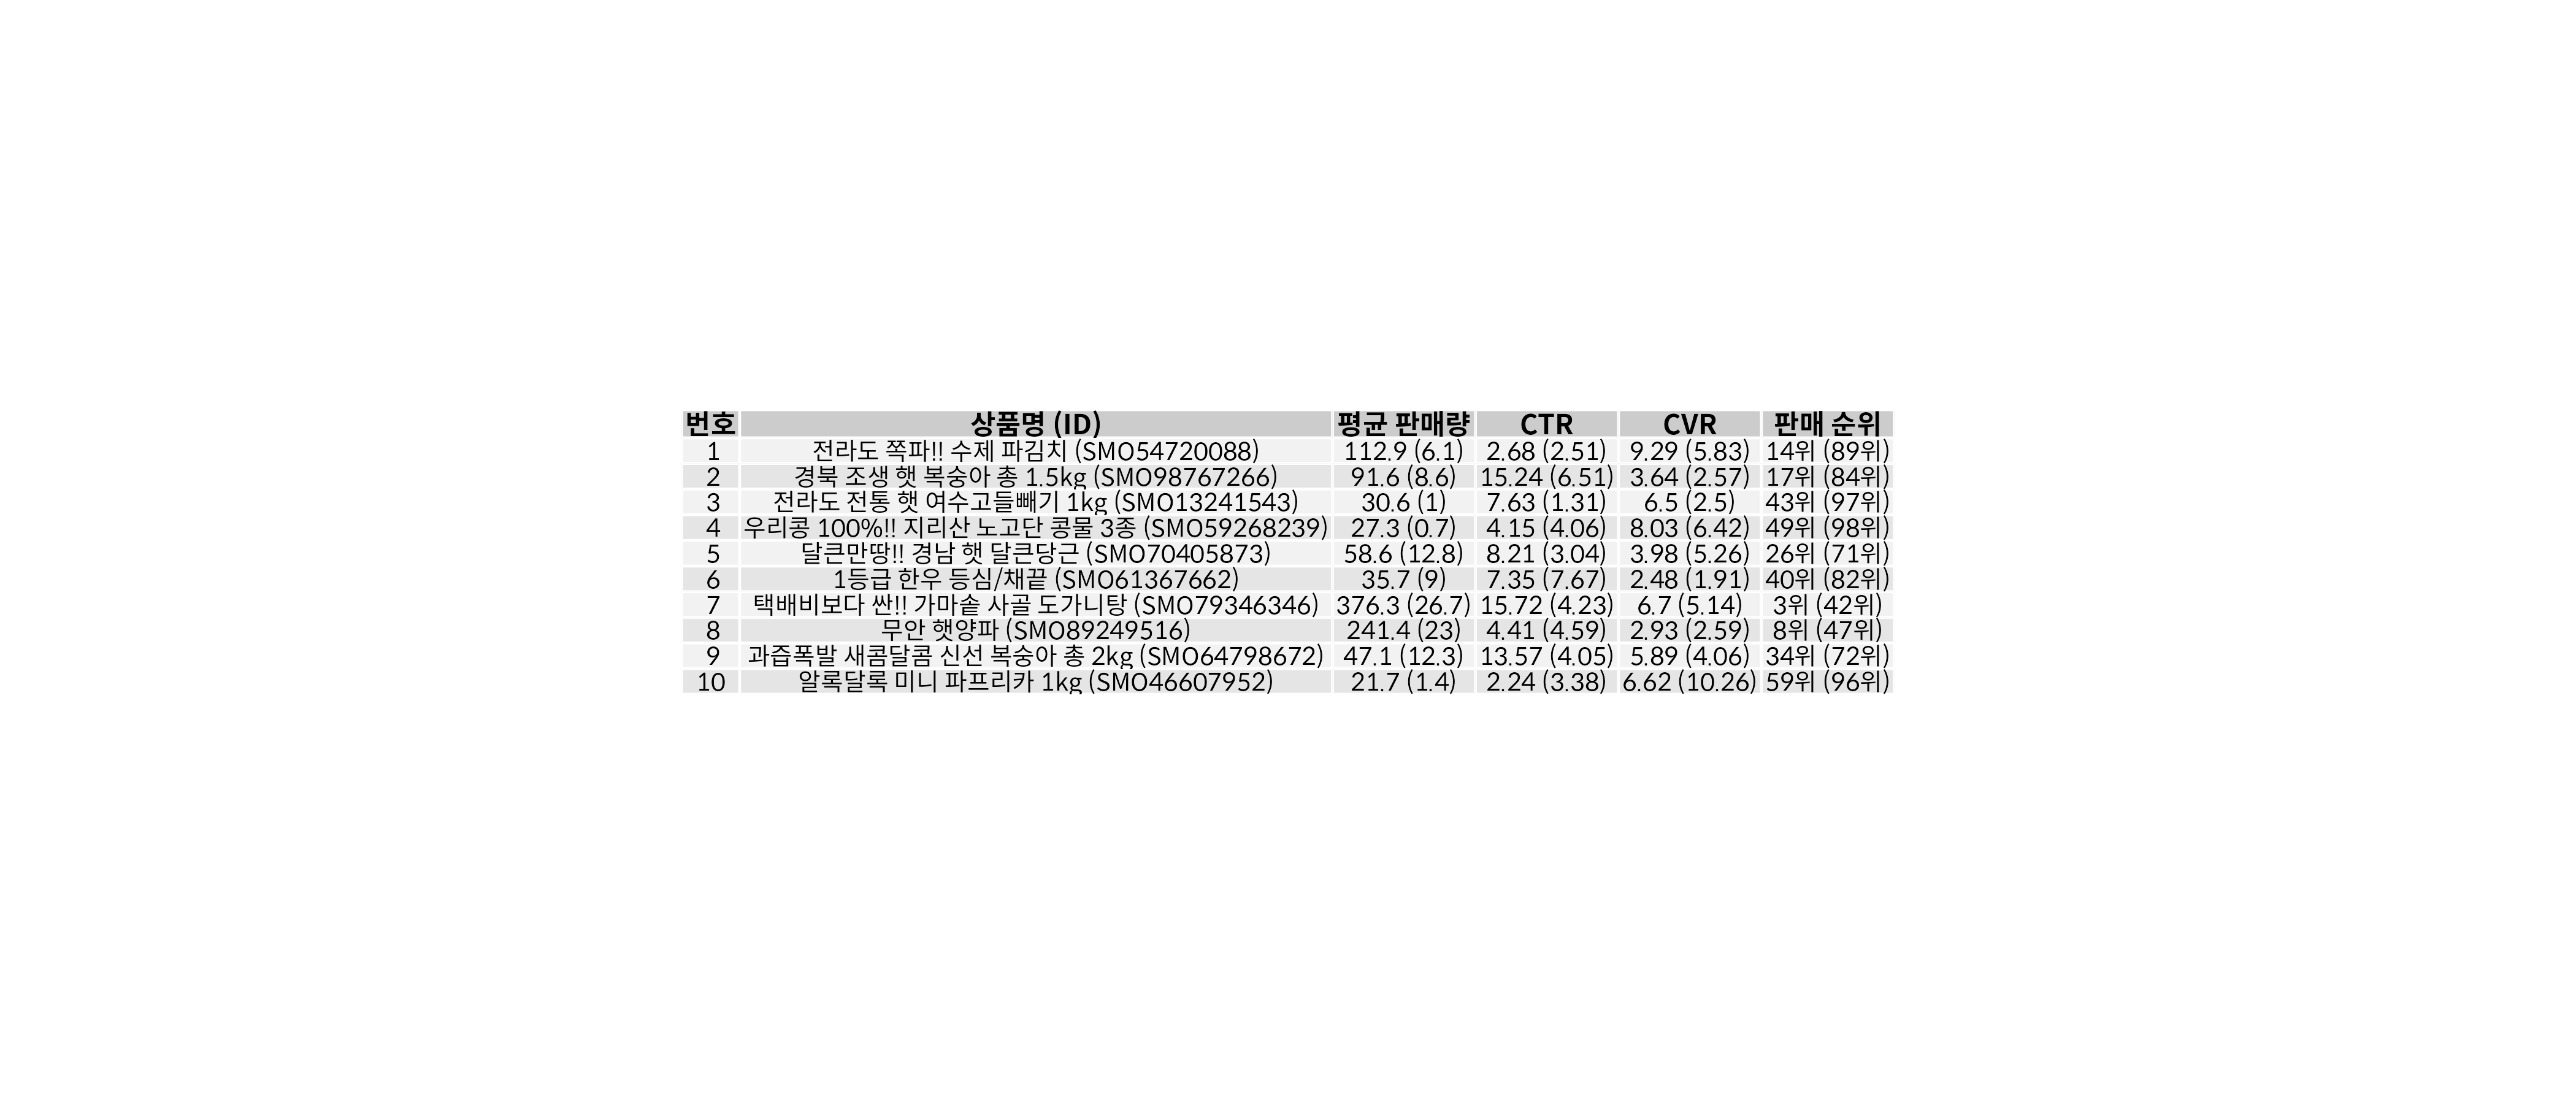 번호 상품명 (ID) 평균 판매량 CTR CVR 판매 순위
1 전라도 쪽파!! 수제 파김치 (SMO54720088) 112.9 (6.1) 2.68 (2.51) 9.29 (5.83) 14위 (89위)
2 경북 조생 햇 복숭아 총 1.5kg (SMO98767266) 91.6 (8.6) 15.24 (6.51) 3.64 (2.57) 17위 (84위)
3 전라도 전통 햇 여수고들빼기 1kg (SMO13241543) 30.6 (1) 7.63 (1.31) 6.5 (2.5) 43위 (97위)
4 우리콩 100%!! 지리산 노고단 콩물 3종 (SMO59268239) 27.3 (0.7) 4.15 (4.06) 8.03 (6.42) 49위 (98위)
5 달큰만땅!! 경남 햇 달큰당근 (SMO70405873) 58.6 (12.8) 8.21 (3.04) 3.98 (5.26) 26위 (71위)
6 1등급 한우 등심/채끝 (SMO61367662) 35.7 (9) 7.35 (7.67) 2.48 (1.91) 40위 (82위)
7 택배비보다 싼!! 가마솥 사골 도가니탕 (SMO79346346) 376.3 (26.7) 15.72 (4.23) 6.7 (5.14) 3위 (42위)
8 무안 햇양파 (SMO89249516) 241.4 (23) 4.41 (4.59) 2.93 (2.59) 8위 (47위)
9 과즙폭발 새콤달콤 신선 복숭아 총 2kg (SMO64798672) 47.1 (12.3) 13.57 (4.05) 5.89 (4.06) 34위 (72위)
10 알록달록 미니 파프리카 1kg (SMO46607952) 21.7 (1.4) 2.24 (3.38) 6.62 (10.26) 59위 (96위)